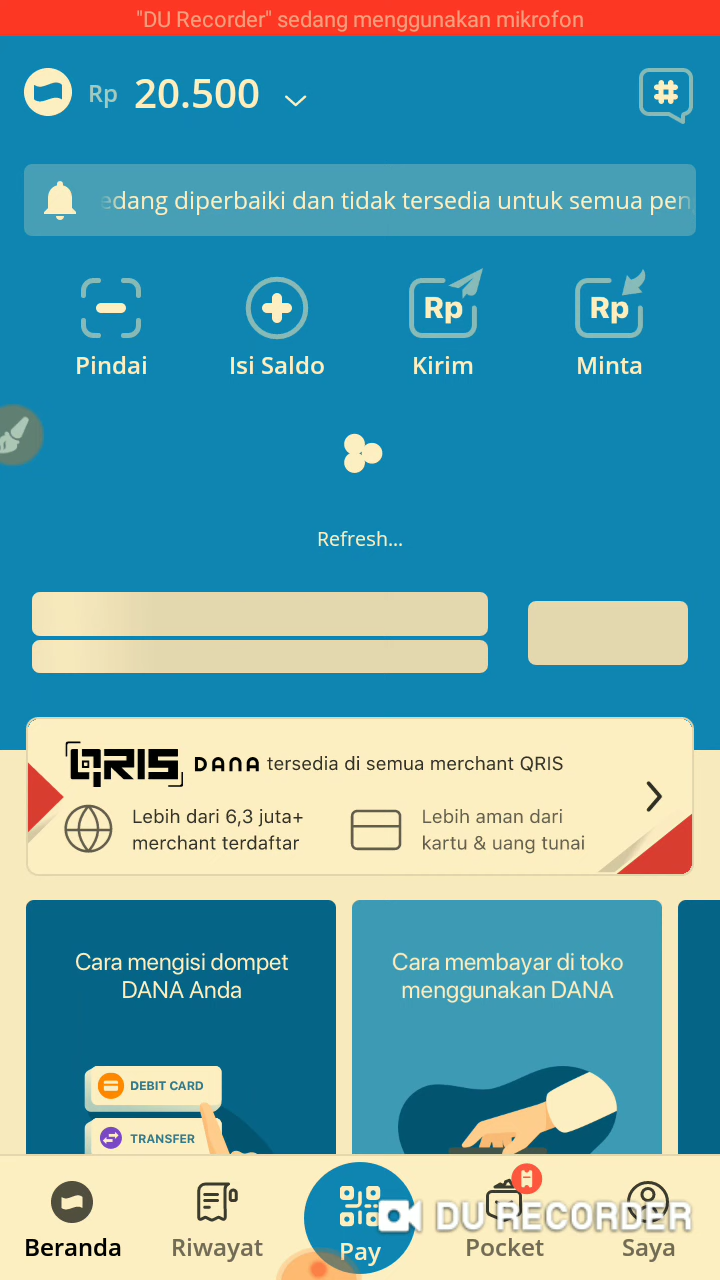 "DU Recorder" sedang menggunakan mikrofon
Rp 20.500
edang diperbaiki dan tidak tersedia untuk semua pen
Rp
Rp
Pindai
Isi Saldo
Kirim
Minta
Refresh...
QRIS DANA tersedia di semua merchant QRIS
Lebih dari 6,3 juta+
merchant terdaftar
Lebih aman dari
kartu & uang tunai
Cara mengisi dompet
DANA Anda
Cara membayar di toko
menggunakan DANA
DEBIT CARD
TRANSFER
DU RECORDER
Beranda
Riwayat
Pay
Pocket
Saya